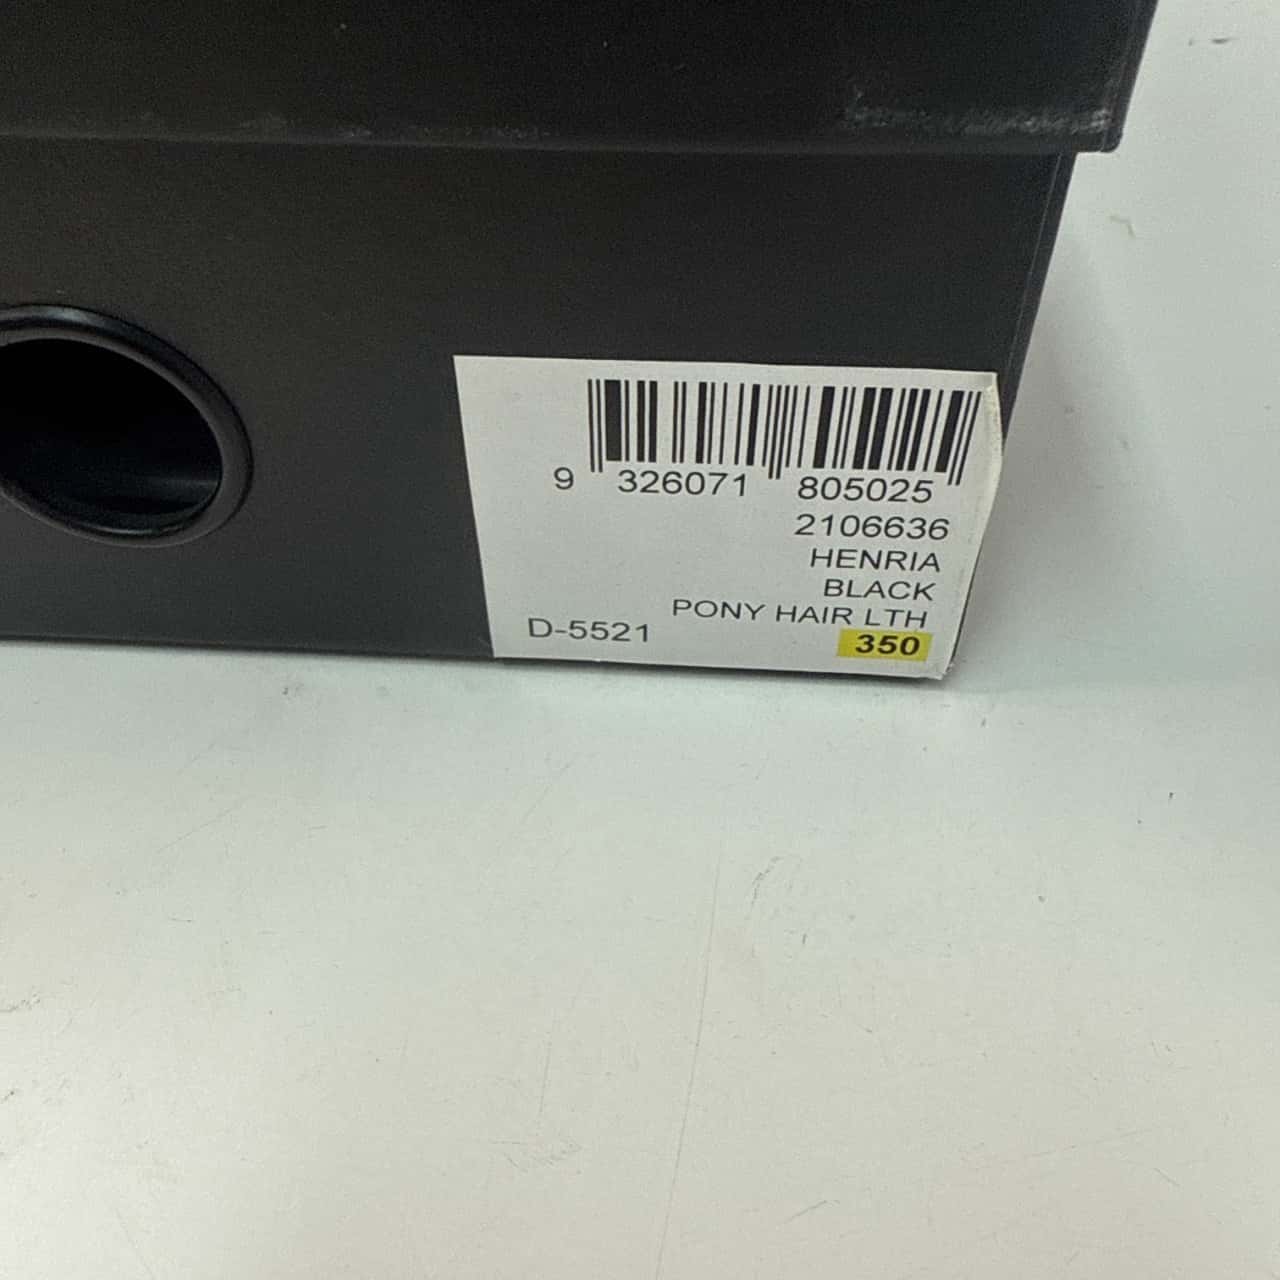 9 326071 805025
2106636
HENRIA
BLACK
PONY HAIR LTH
D-5521
350